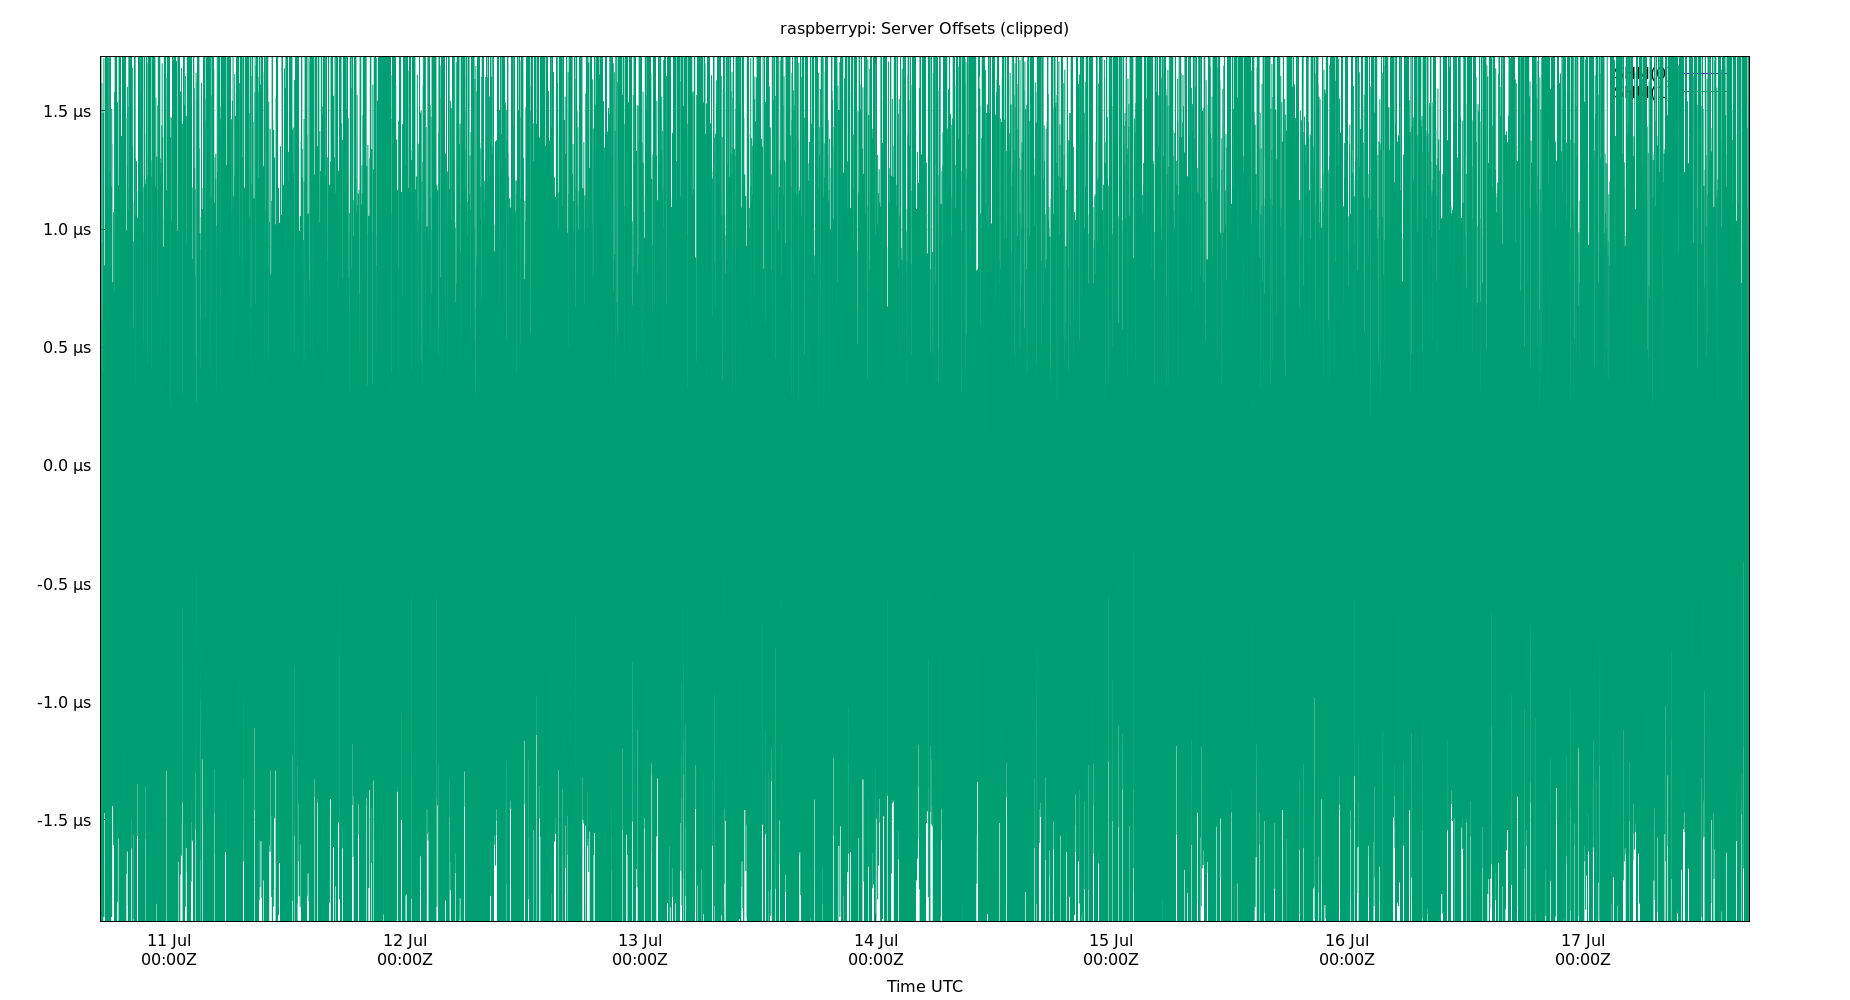 raspberrypi: Server Offsets (clipped)
1.5 µs
1.0 µs
0.5 µs
0.0 µs
-0.5 µs
-1.0 µs
-1.5 µs
11 Jul
00:00Z
12 Jul
00:00Z
13 Jul
00:00Z
14 Jul
00:00Z
15 Jul
00:00Z
16 Jul
00:00Z
17 Jul
00:00Z
Time UTC